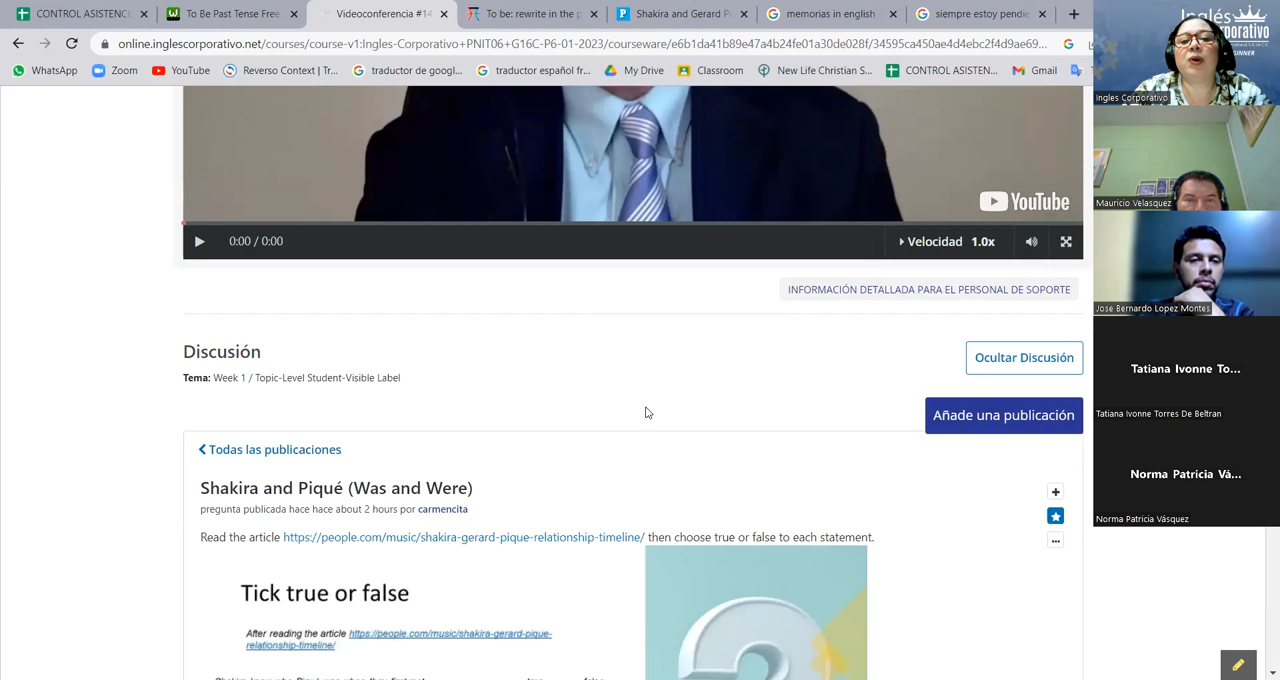 CONTROL ASISTENC
To Be Past Tense Free
Videoconferencia #14
To be: rewrite in the p
Shakira and Gerard P
memorias in english
siempre estoy pendie
online.inglescorporativo.net/courses/course-v1:Ingles-Corporativo+PNIT06+G16C-P6-01-2023/courseware/e6b1da41b89e47a4b24fe01a30de028f/34595ca450ae4d4ebc2f4d9ae69...
WhatsApp
Zoom
YouTube
Reverso Context | Tr...
traductor de googl...
traductor español fr...
My Drive
Classroom
New Life Christian S...
CONTROL ASISTEN...
Gmail
Inglés
Corporativo
Ingles Corporativo
Mauricio Velasquez
Jose Bernardo Lopez Montes
Tatiana Ivonne To...
Tatiana Ivonne Torres De Beltran
Norma Patricia Vá...
Norma Patricia Vásquez
YouTube
0:00 / 0:00
Velocidad 1.0x
INFORMACIÓN DETALLADA PARA EL PERSONAL DE SOPORTE
Discusión
Ocultar Discusión
Tema: Week 1 / Topic-Level Student-Visible Label
Añade una publicación
Todas las publicaciones
Shakira and Piqué (Was and Were)
pregunta publicada hace hace about 2 hours por carmencita
Read the article https://people.com/music/shakira-gerard-pique-relationship-timeline/ then choose true or false to each statement.
Tick true or false
After reading the article https://people.com/music/shakira-gerard-pique-
relationship-timeline/